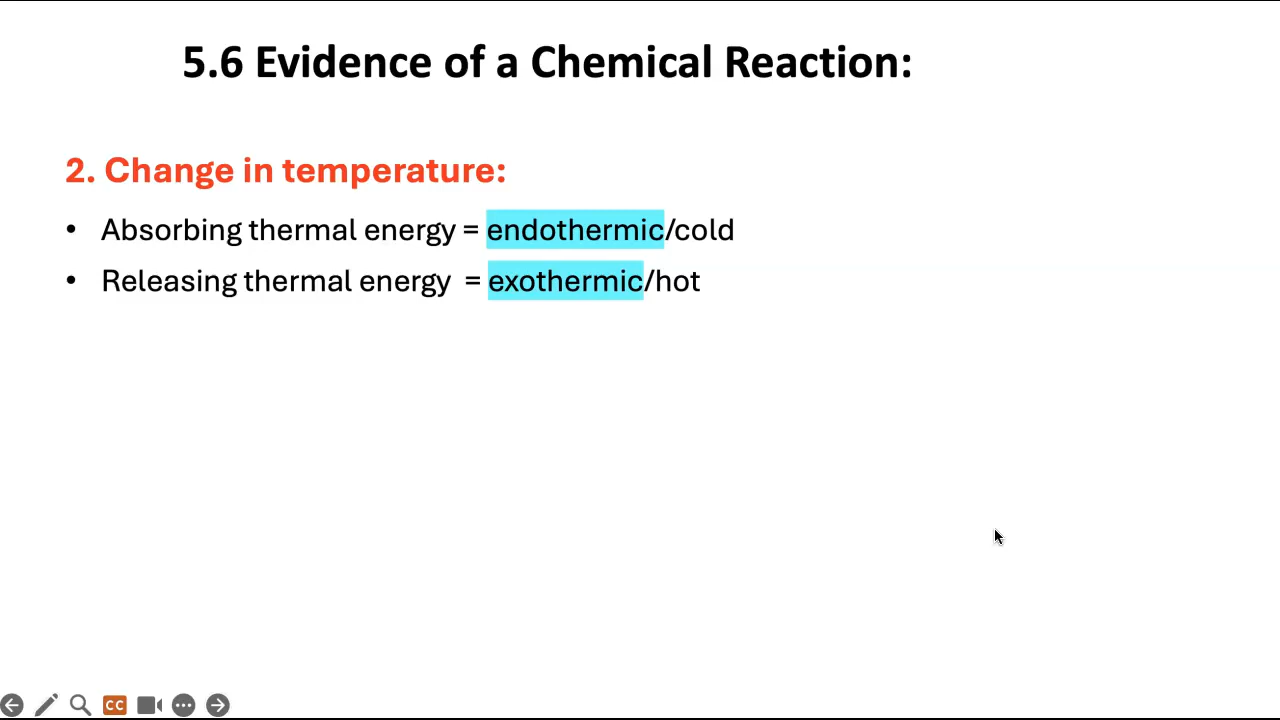 5.6 Evidence of a Chemical Reaction:
2. Change in temperature:
• Absorbing thermal energy = endothermic/cold
• Releasing thermal energy = exothermic/hot
CC